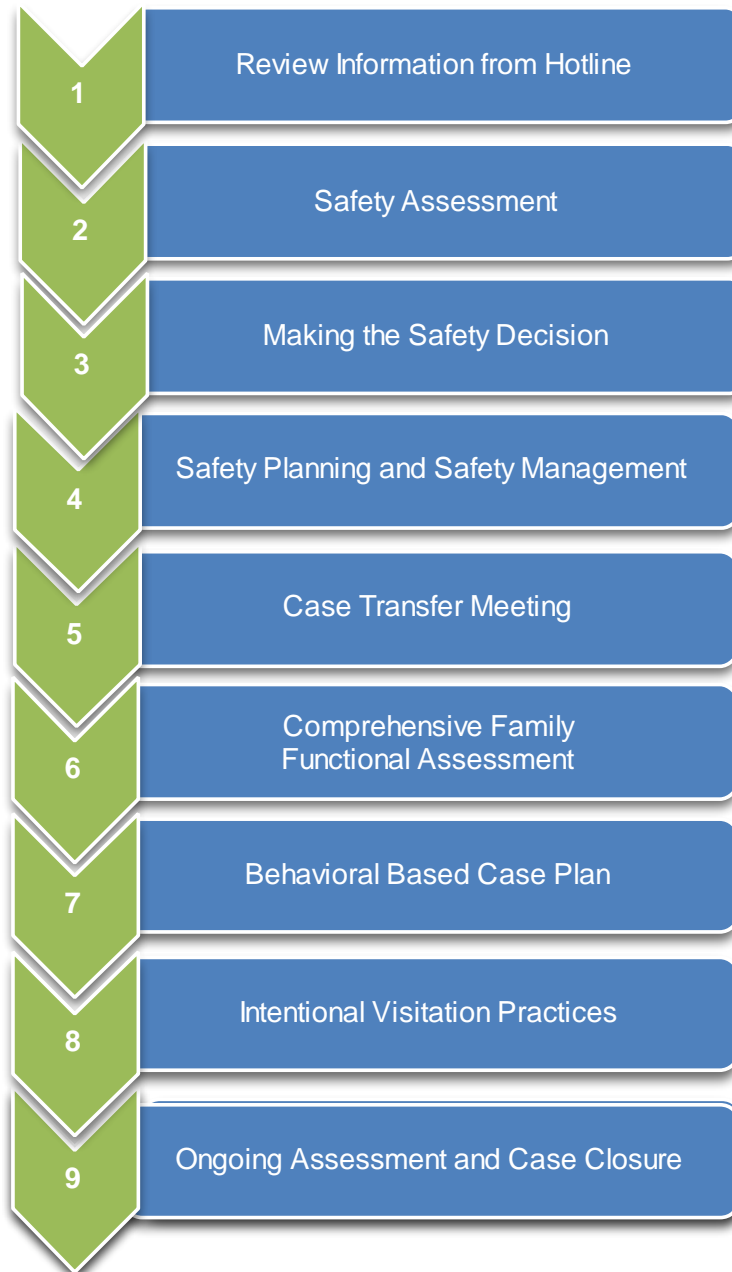 1
Review Information from Hotline
2
Safety Assessment
3
Making the Safety Decision
4
Safety Planning and Safety Management
5
Case Transfer Meeting
6
Comprehensive Family
Functional Assessment
7
Behavioral Based Case Plan
8
Intentional Visitation Practices
9
Ongoing Assessment and Case Closure